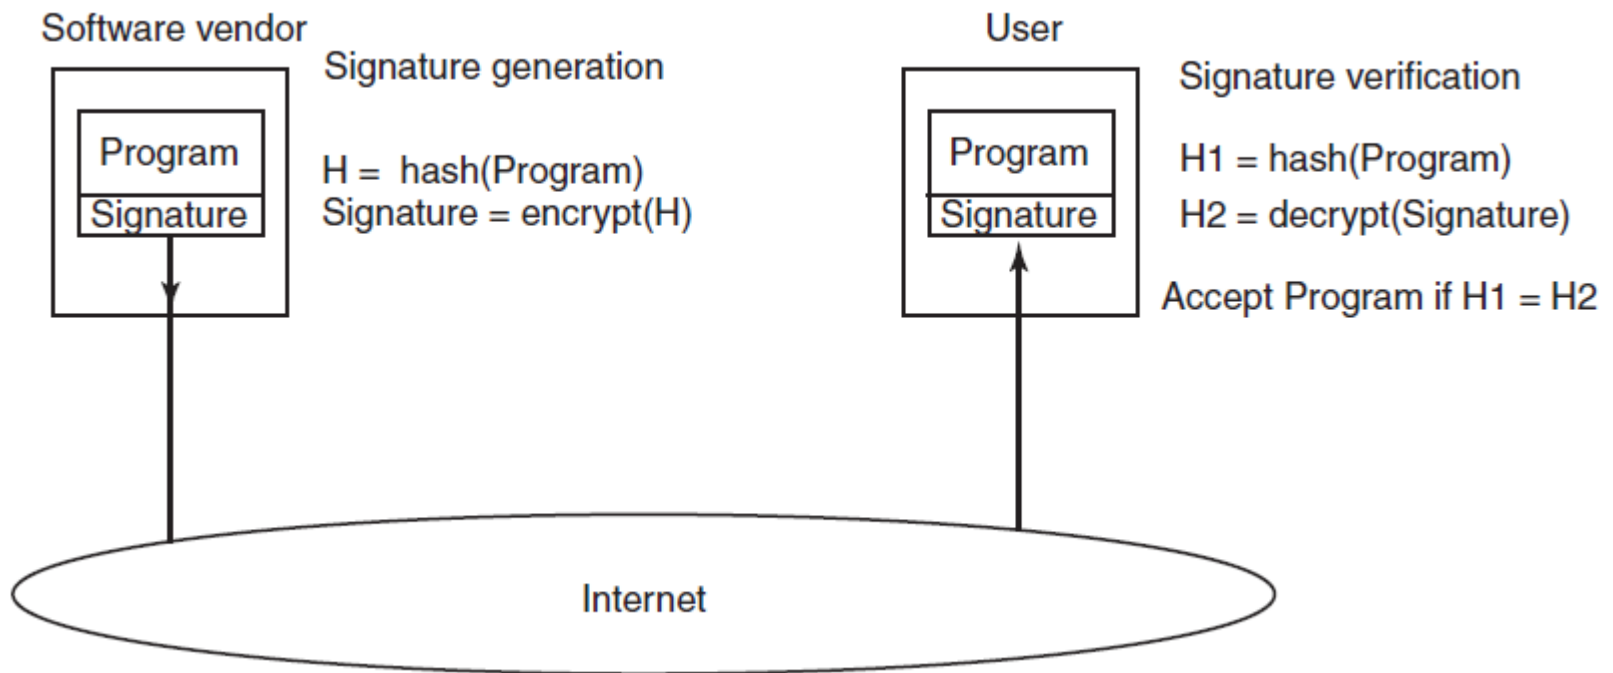 Software vendor
Signature generation
Program
Signature
H = hash(Program)
Signature = encrypt(H)
User
Signature verification
Program
Signature
H1 = hash(Program)
H2 = decrypt(Signature)
Accept Program if H1 = H2
Internet